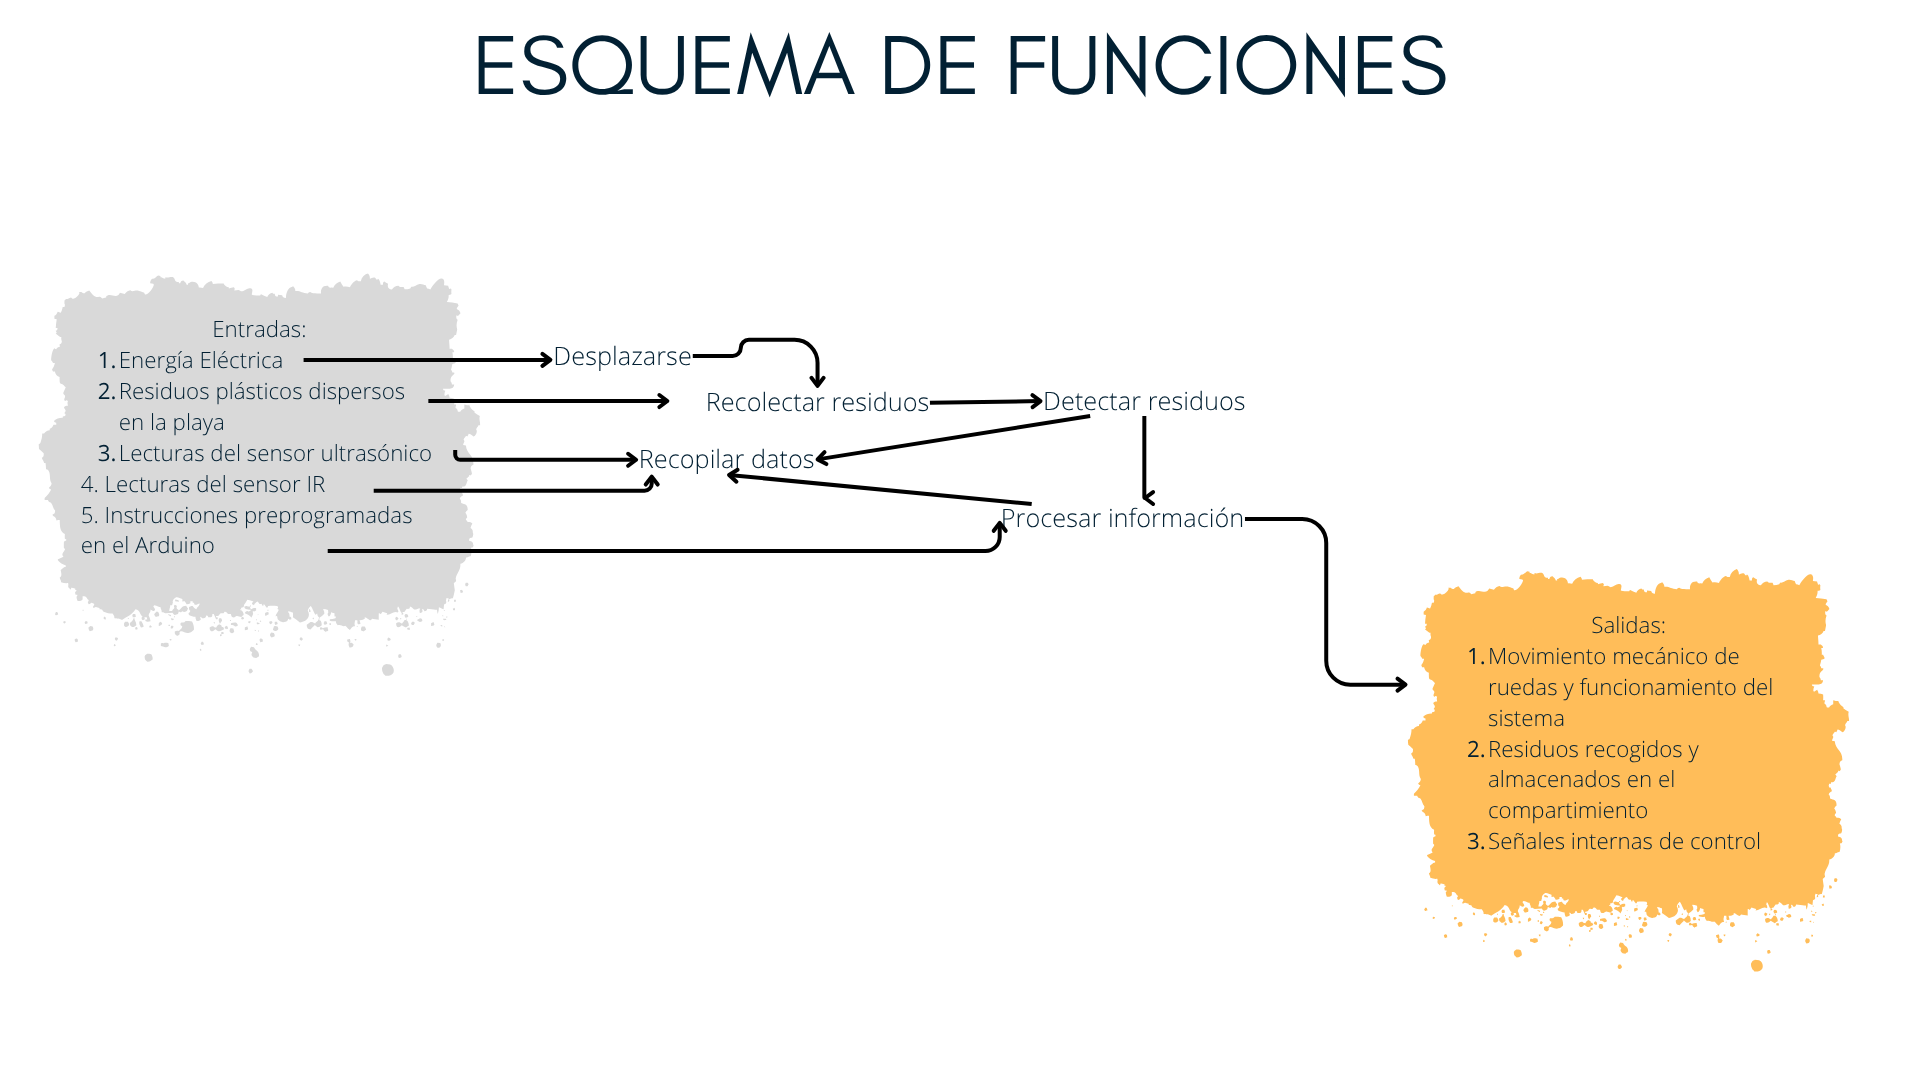 ESQUEMA DE FUNCIONES
Entradas:
1. Energía Eléctrica
2. Residuos plásticos dispersos
en la playa
3. Lecturas del sensor ultrasónico
4. Lecturas del sensor IR
5. Instrucciones preprogramadas
en el Arduino
Desplazarse
Recolectar residuos
Detectar residuos
Recopilar datos
Procesar información
Salidas:
1. Movimiento mecánico de
ruedas y funcionamiento del
sistema
2. Residuos recogidos y
almacenados en el
compartimiento
3. Señales internas de control